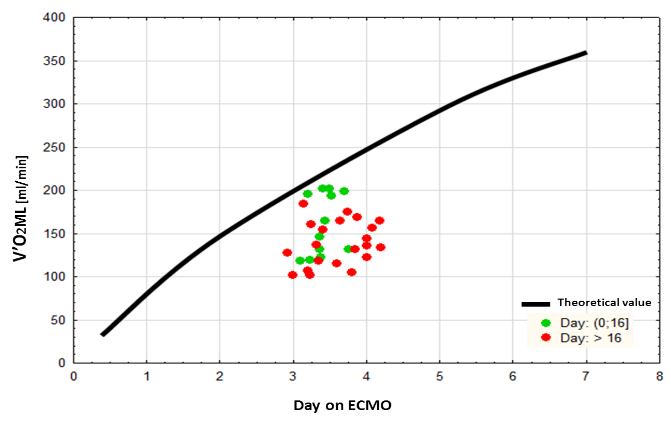 400
350
300
250
200
150
100
50
0
V'O2ML [ml/min]
0 1 2 3 4 5 6 7 8
Day on ECMO
Theoretical value
Day: (0;16]
Day: > 16